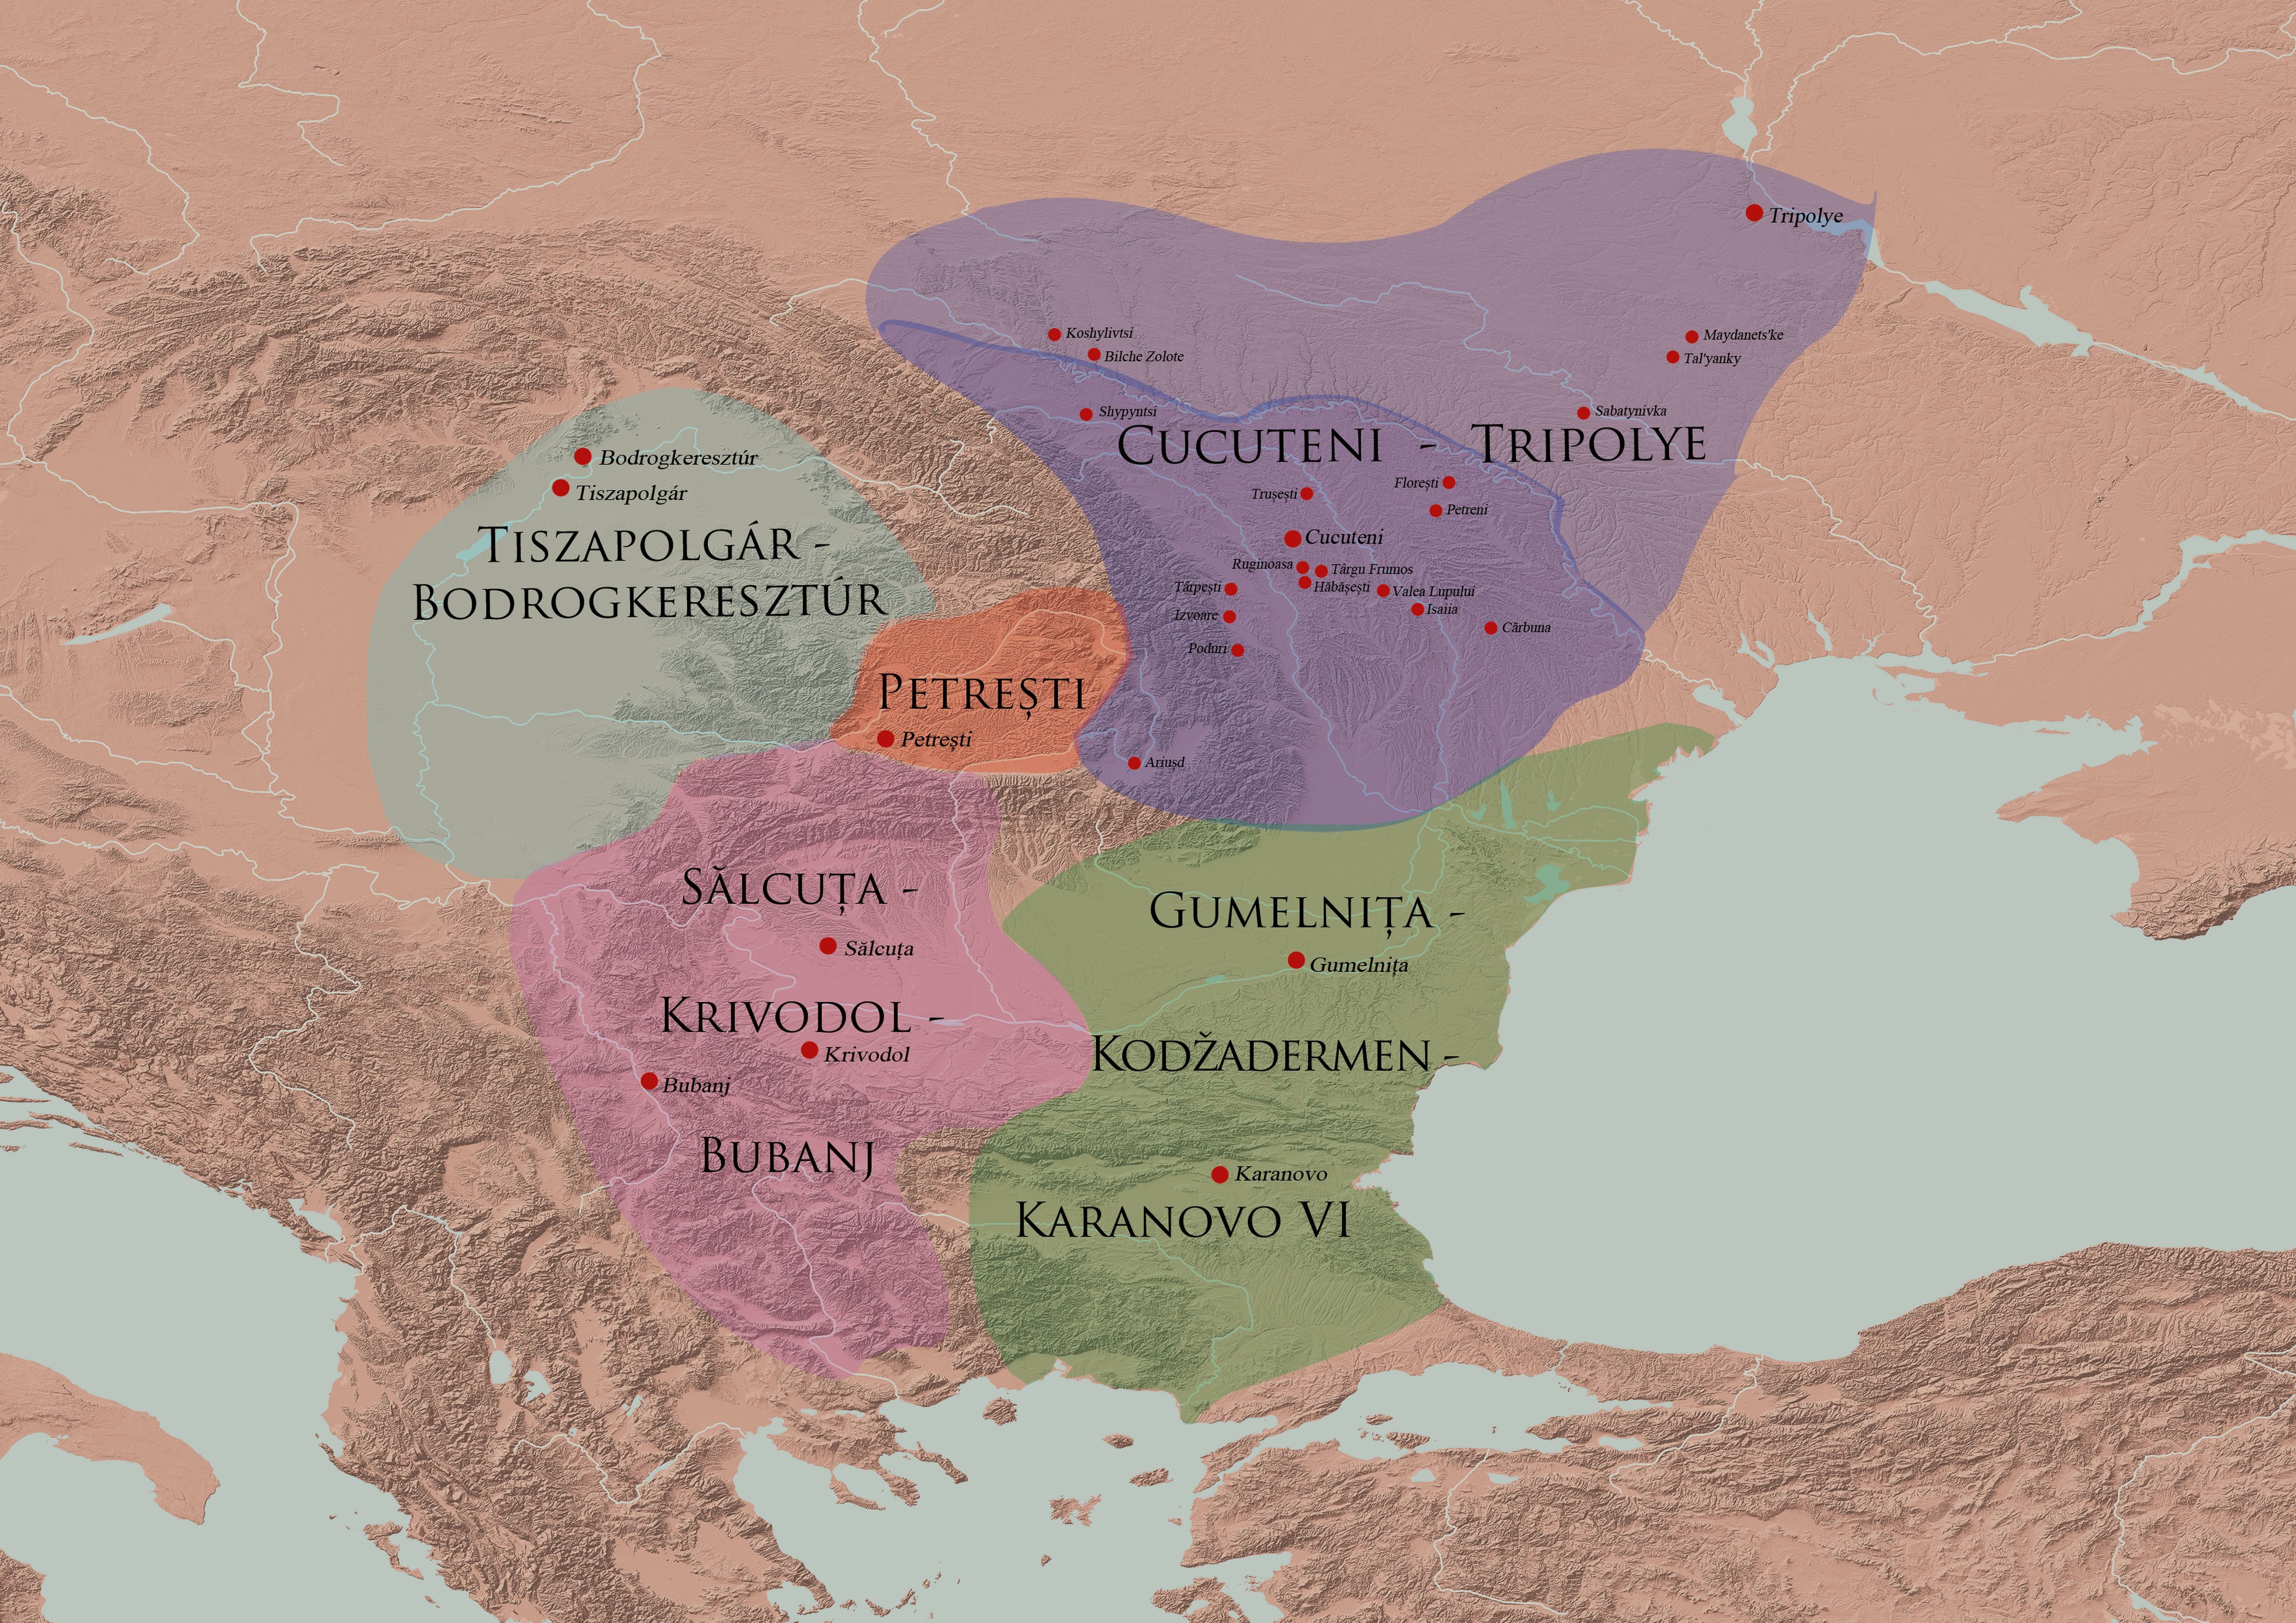 Tripolye
Koshylivtsi
Maydanets'ke
Bilche Zolote
Tal'yanky
Shypyntsi
Sabatynivka
CUCUTENI - TRIPOLYE
Bodrogkeresztúr
Tiszapolgár
Florești
Trușești
Petreni
TISZAPOLGÁR -
BODROGKERESZTÚR
Cucuteni
Ruginoasa
Târgu Frumos
Târpești
Hăbășești
Valea Lupului
Isaiia
Izvoare
Cărbuna
Poduri
PETREȘTI
Petrești
Ariușd
SĂLCUȚA -
Sălcuța
GUMELNIȚA -
Gumelnița
KRIVODOL -
Krivodol
KODŽADERMEN -
Bubanj
BUBANJ
Karanovo
KARANOVO VI